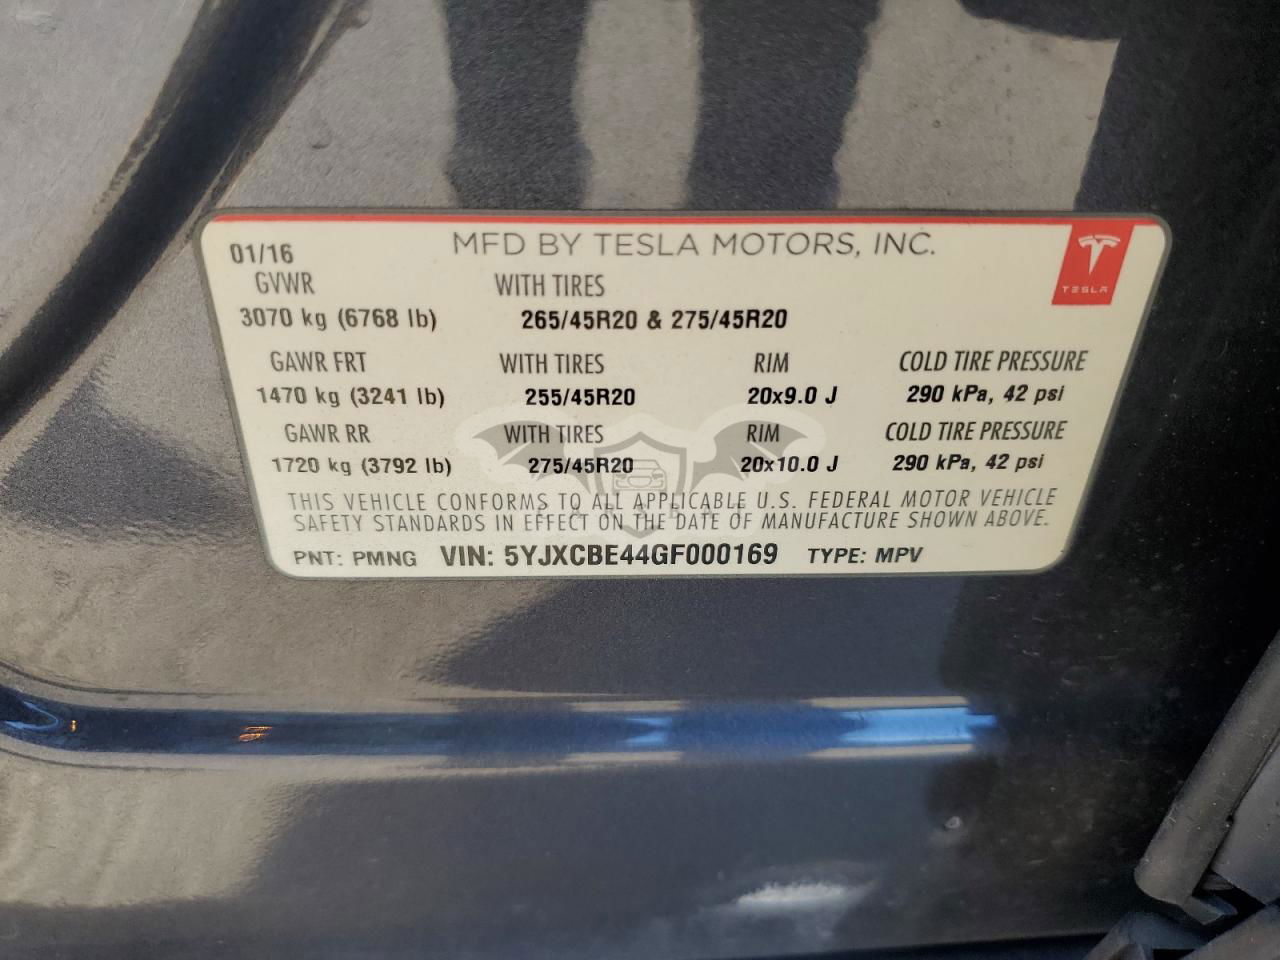 01/16 MFD BY TESLA MOTORS, INC.
TESLA
GVWR WITH TIRES
3070 kg (6768 lb) 265/45R20 & 275/45R20
GAWR FRT WITH TIRES RIM COLD TIRE PRESSURE
1470 kg (3241 lb) 255/45R20 20x9.0 J 290 kPa, 42 psi
GAWR RR WITH TIRES RIM COLD TIRE PRESSURE
1720 kg (3792 lb) 275/45R20 20x10.0 J 290 kPa, 42 psi
THIS VEHICLE CONFORMS TO ALL APPLICABLE U.S. FEDERAL MOTOR VEHICLE
SAFETY STANDARDS IN EFFECT ON THE DATE OF MANUFACTURE SHOWN ABOVE.
PNT: PMNG VIN: 5YJXCBE44GF000169 TYPE: MPV